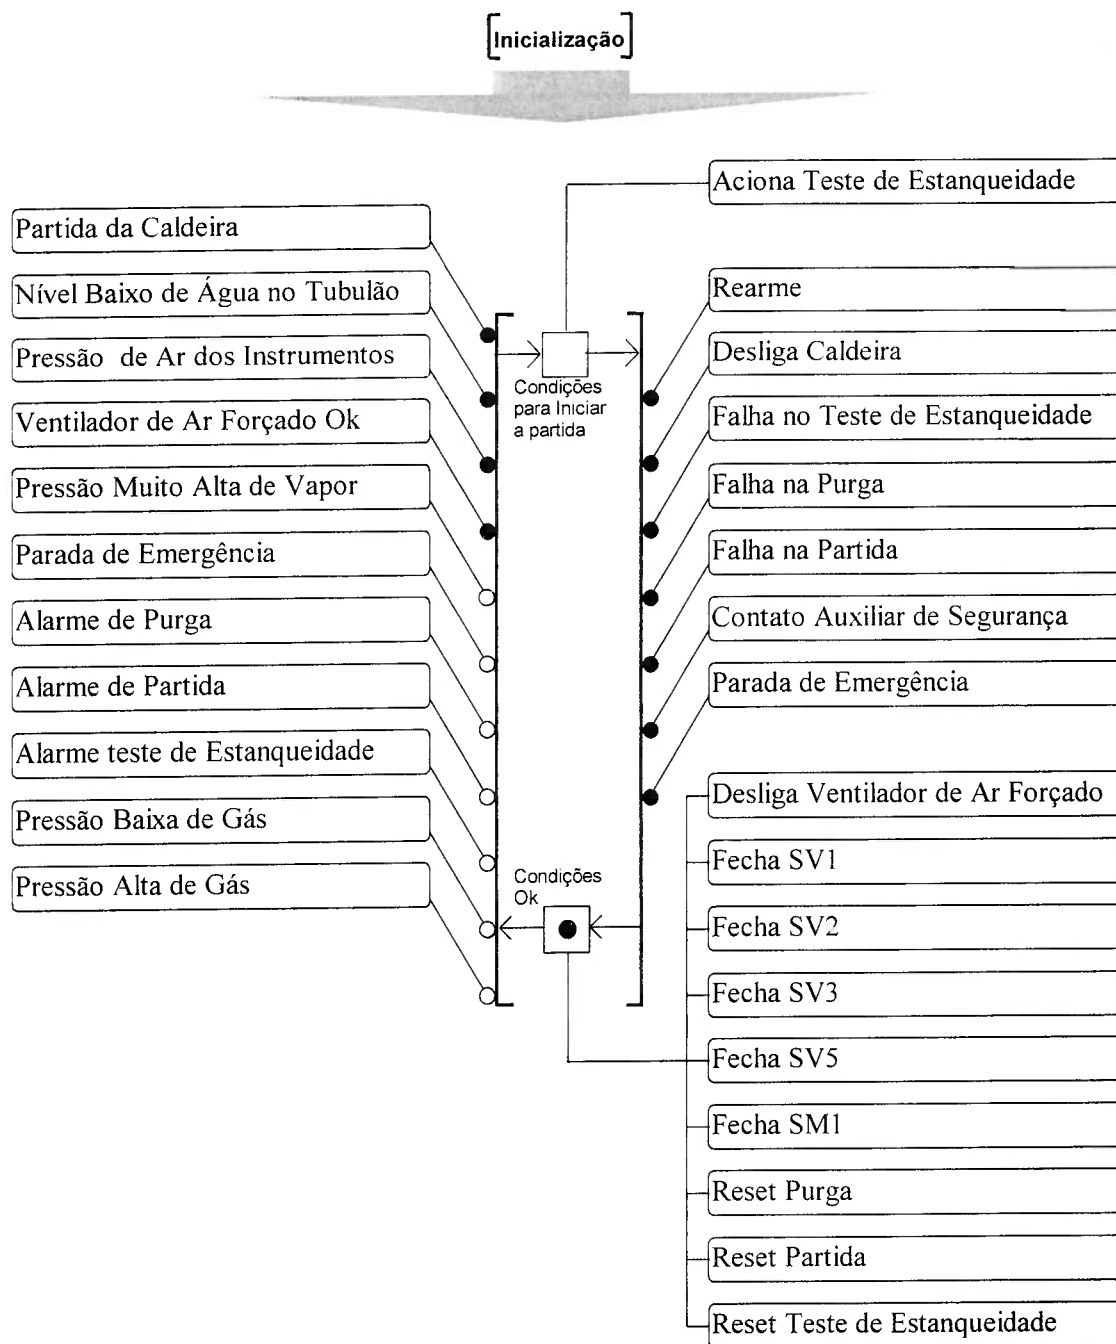 [Inicialização]
Aciona Teste de Estanqueidade
Partida da Caldeira
Nível Baixo de Água no Tubulão
Pressão de Ar dos Instrumentos
Ventilador de Ar Forçado Ok
Pressão Muito Alta de Vapor
Parada de Emergência
Alarme de Purga
Alarme de Partida
Alarme teste de Estanqueidade
Pressão Baixa de Gás
Pressão Alta de Gás
Condições
para Iniciar
a partida
Condições
Ok
Rearme
Desliga Caldeira
Falha no Teste de Estanqueidade
Falha na Purga
Falha na Partida
Contato Auxiliar de Segurança
Parada de Emergência
Desliga Ventilador de Ar Forçado
Fecha SV1
Fecha SV2
Fecha SV3
Fecha SV5
Fecha SM1
Reset Purga
Reset Partida
Reset Teste de Estanqueidade